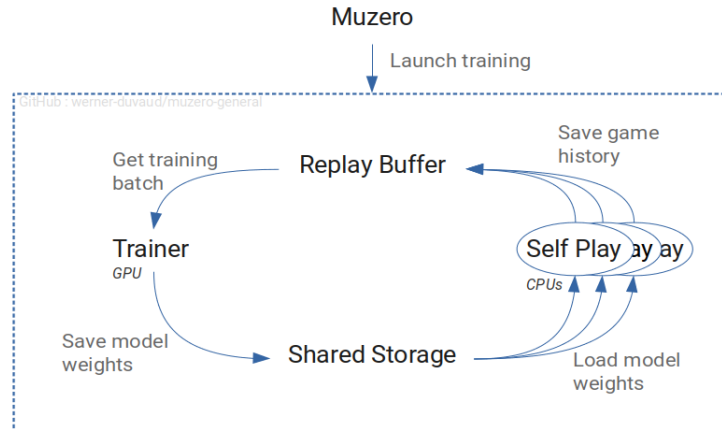 Muzero
Launch training
GitHub : werner-duvaud/muzero-general
Save game
history
Get training
batch
Replay Buffer
Trainer
GPU
Self Play
ay
ay
CPUs
Save model
weights
Shared Storage
Load model
weights